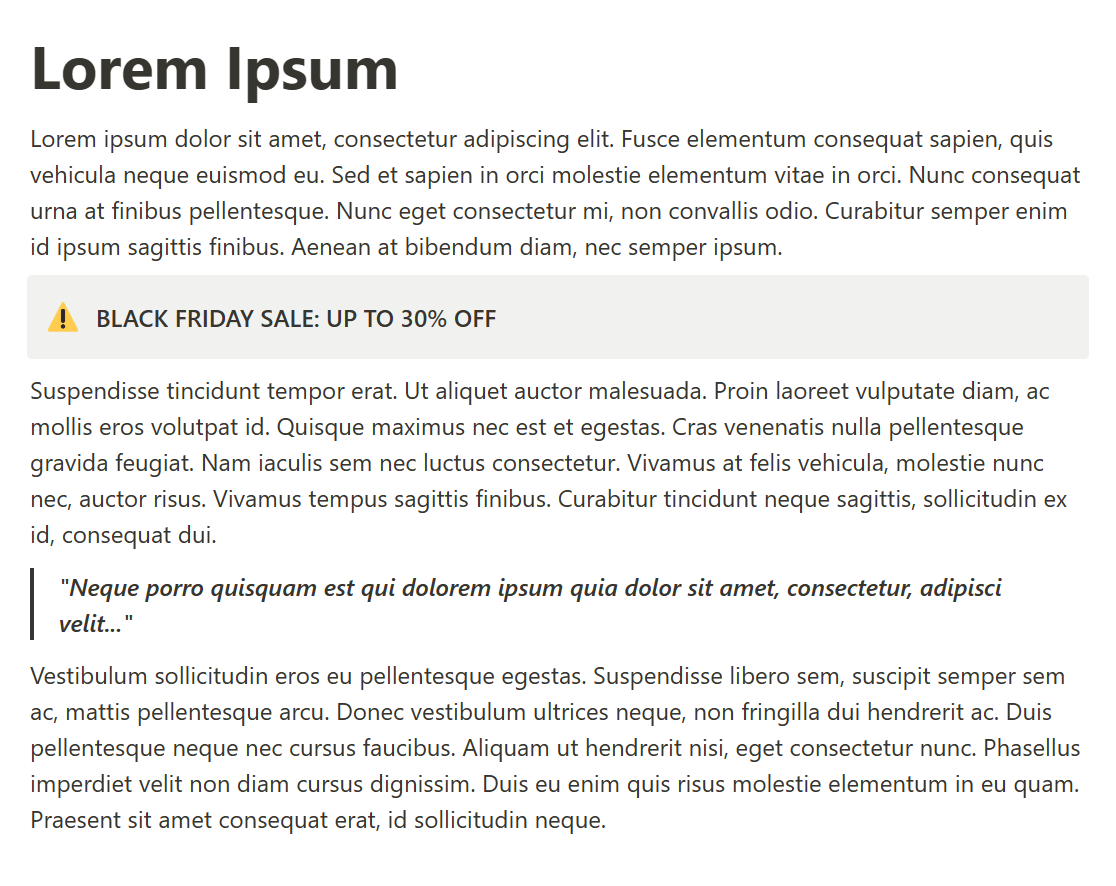 Lorem Ipsum
Lorem ipsum dolor sit amet, consectetur adipiscing elit. Fusce elementum consequat sapien, quis
vehicula neque euismod eu. Sed et sapien in orci molestie elementum vitae in orci. Nunc consequat
urna at finibus pellentesque. Nunc eget consectetur mi, non convallis odio. Curabitur semper enim
id ipsum sagittis finibus. Aenean at bibendum diam, nec semper ipsum.
BLACK FRIDAY SALE: UP TO 30% OFF
Suspendisse tincidunt tempor erat. Ut aliquet auctor malesuada. Proin laoreet vulputate diam, ac
mollis eros volutpat id. Quisque maximus nec est et egestas. Cras venenatis nulla pellentesque
gravida feugiat. Nam iaculis sem nec luctus consectetur. Vivamus at felis vehicula, molestie nunc
nec, auctor risus. Vivamus tempus sagittis finibus. Curabitur tincidunt neque sagittis, sollicitudin ex
id, consequat dui.
"Neque porro quisquam est qui dolorem ipsum quia dolor sit amet, consectetur, adipisci
velit..."
Vestibulum sollicitudin eros eu pellentesque egestas. Suspendisse libero sem, suscipit semper sem
ac, mattis pellentesque arcu. Donec vestibulum ultrices neque, non fringilla dui hendrerit ac. Duis
pellentesque neque nec cursus faucibus. Aliquam ut hendrerit nisi, eget consectetur nunc. Phasellus
imperdiet velit non diam cursus dignissim. Duis eu enim quis risus molestie elementum in eu quam.
Praesent sit amet consequat erat, id sollicitudin neque.